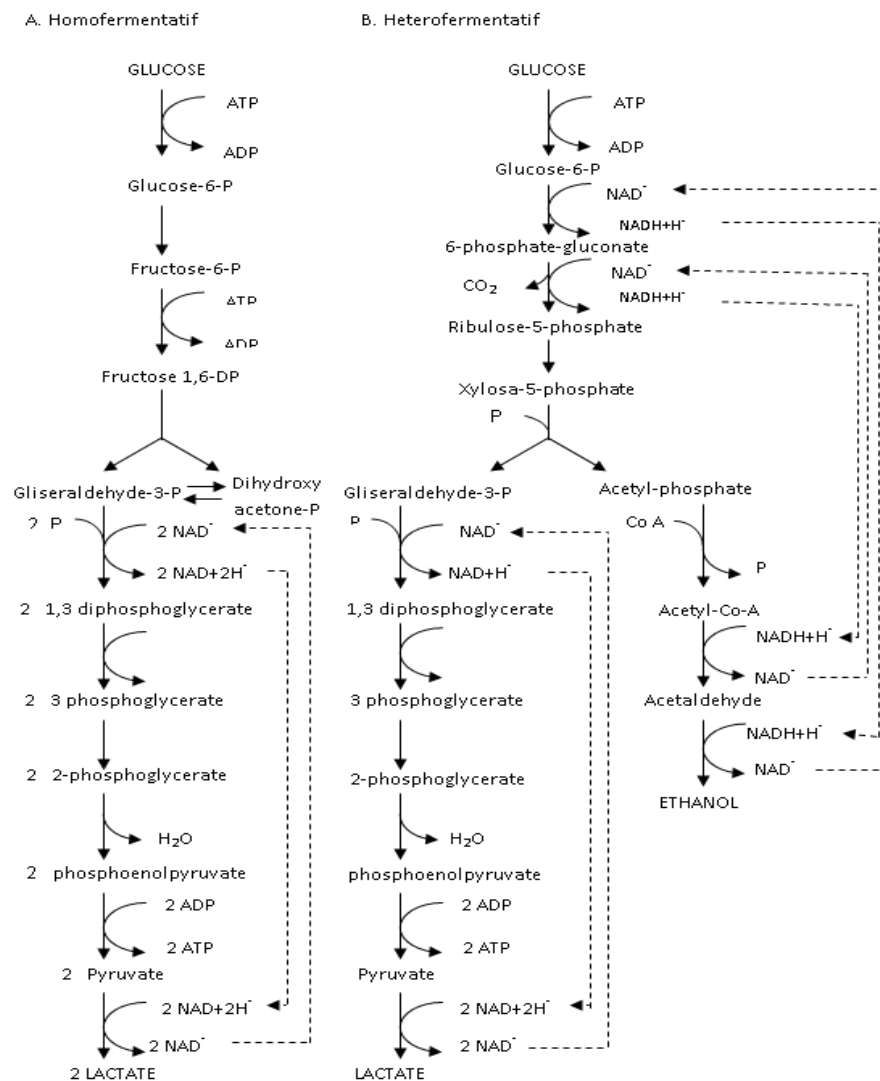 A. Homofermentatif
GLUCOSE
ATP
ADP
Glucose-6-P
Fructose-6-P
ATP
ADP
Fructose 1,6-DP
Gliseraldehyde-3-P
Dihydroxy
acetone-P
2 P
2 NAD⁻
2 NAD+2H⁻
2 1,3 diphosphoglycerate
2 3 phosphoglycerate
2 2-phosphoglycerate
H₂O
2 phosphoenolpyruvate
2 ADP
2 ATP
2 Pyruvate
2 NAD+2H⁻
2 NAD⁻
2 LACTATE
B. Heterofermentatif
GLUCOSE
ATP
ADP
Glucose-6-P
NAD⁻
NADH+H⁻
6-phosphate-gluconate
NAD⁻
CO₂
NADH+H⁻
Ribulose-5-phosphate
Xylosa-5-phosphate
P
Gliseraldehyde-3-P
P
NAD⁻
NAD+H⁻
1,3 diphosphoglycerate
3 phosphoglycerate
2-phosphoglycerate
H₂O
phosphoenolpyruvate
2 ADP
2 ATP
Pyruvate
2 NAD+2H⁻
2 NAD⁻
LACTATE
Acetyl-phosphate
Co A
P
Acetyl-Co-A
NADH+H⁻
NAD⁻
Acetaldehyde
NADH+H⁻
NAD⁻
ETHANOL